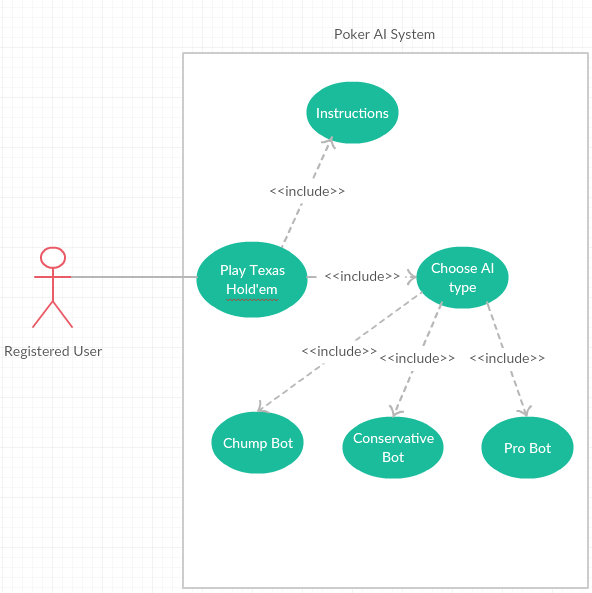 Poker AI System
Instructions
<<include>>
Play Texas
Hold'em
<<include>>
Choose AI
type
Registered User
<<include>>
<<include>>
<<include>>
Chump Bot
Conservative
Bot
Pro Bot